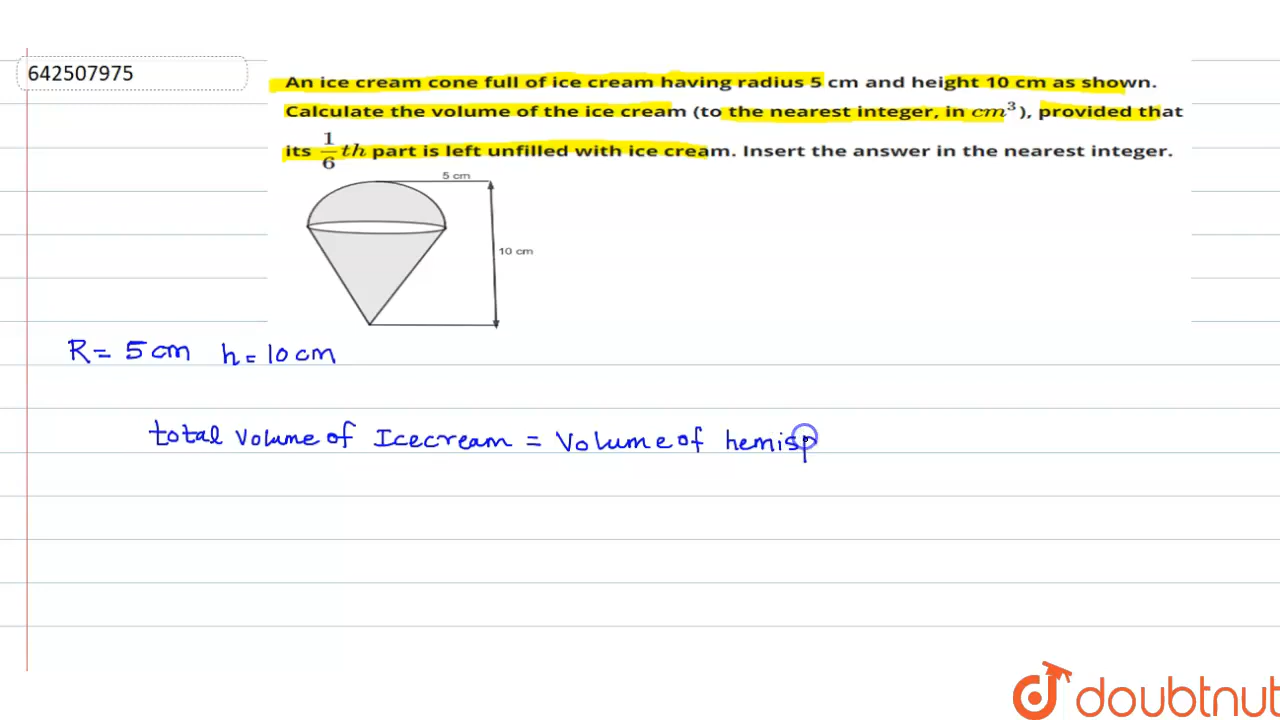 642507975
An ice cream cone full of ice cream having radius 5 cm and height 10 cm as shown.
Calculate the volume of the ice cream (to the nearest integer, in cm³), provided that
its 1/6 th part is left unfilled with ice cream. Insert the answer in the nearest integer.
5 cm
10 cm
R = 5 cm h = 10 cm
total volume of Icecream = Volume of hemisp
doubtnut